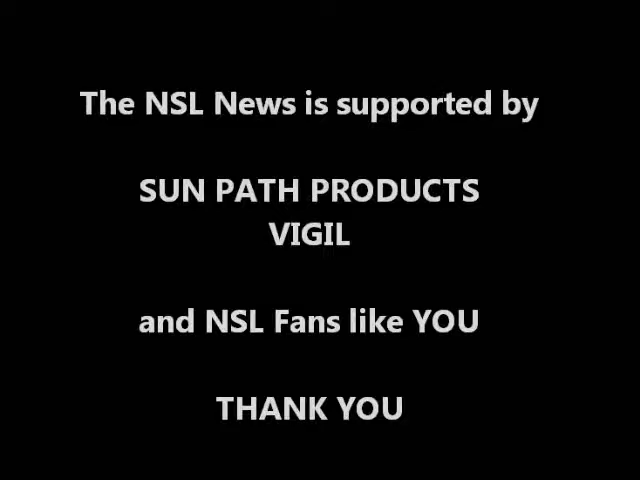 The NSL News is supported by
SUN PATH PRODUCTS
VIGIL
and NSL Fans like YOU
THANK YOU